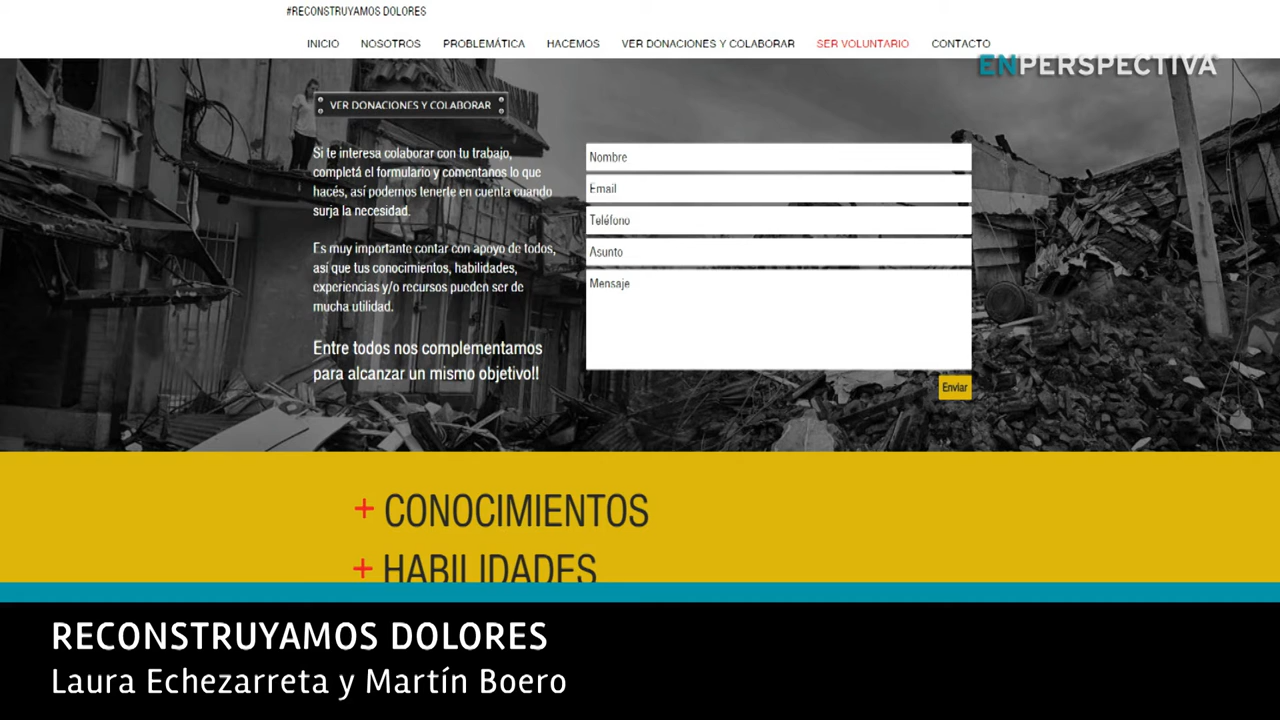 #RECONSTRUYAMOS DOLORES
INICIO NOSOTROS PROBLEMÁTICA HACEMOS VER DONACIONES Y COLABORAR SER VOLUNTARIO CONTACTO
ENPERSPECTIVA
VER DONACIONES Y COLABORAR
Si te interesa colaborar con tu trabajo,
completá el formulario y comentanos lo que
hacés, así podemos tenerte en cuenta cuando
surja la necesidad.
Es muy importante contar con apoyo de todos,
así que tus conocimientos, habilidades,
experiencias y/o recursos pueden ser de
mucha utilidad.
Entre todos nos complementamos
para alcanzar un mismo objetivo!!
Nombre
Email
Teléfono
Asunto
Mensaje
Enviar
+ CONOCIMIENTOS
+ HABILIDADES
RECONSTRUYAMOS DOLORES
Laura Echezarreta y Martín Boero